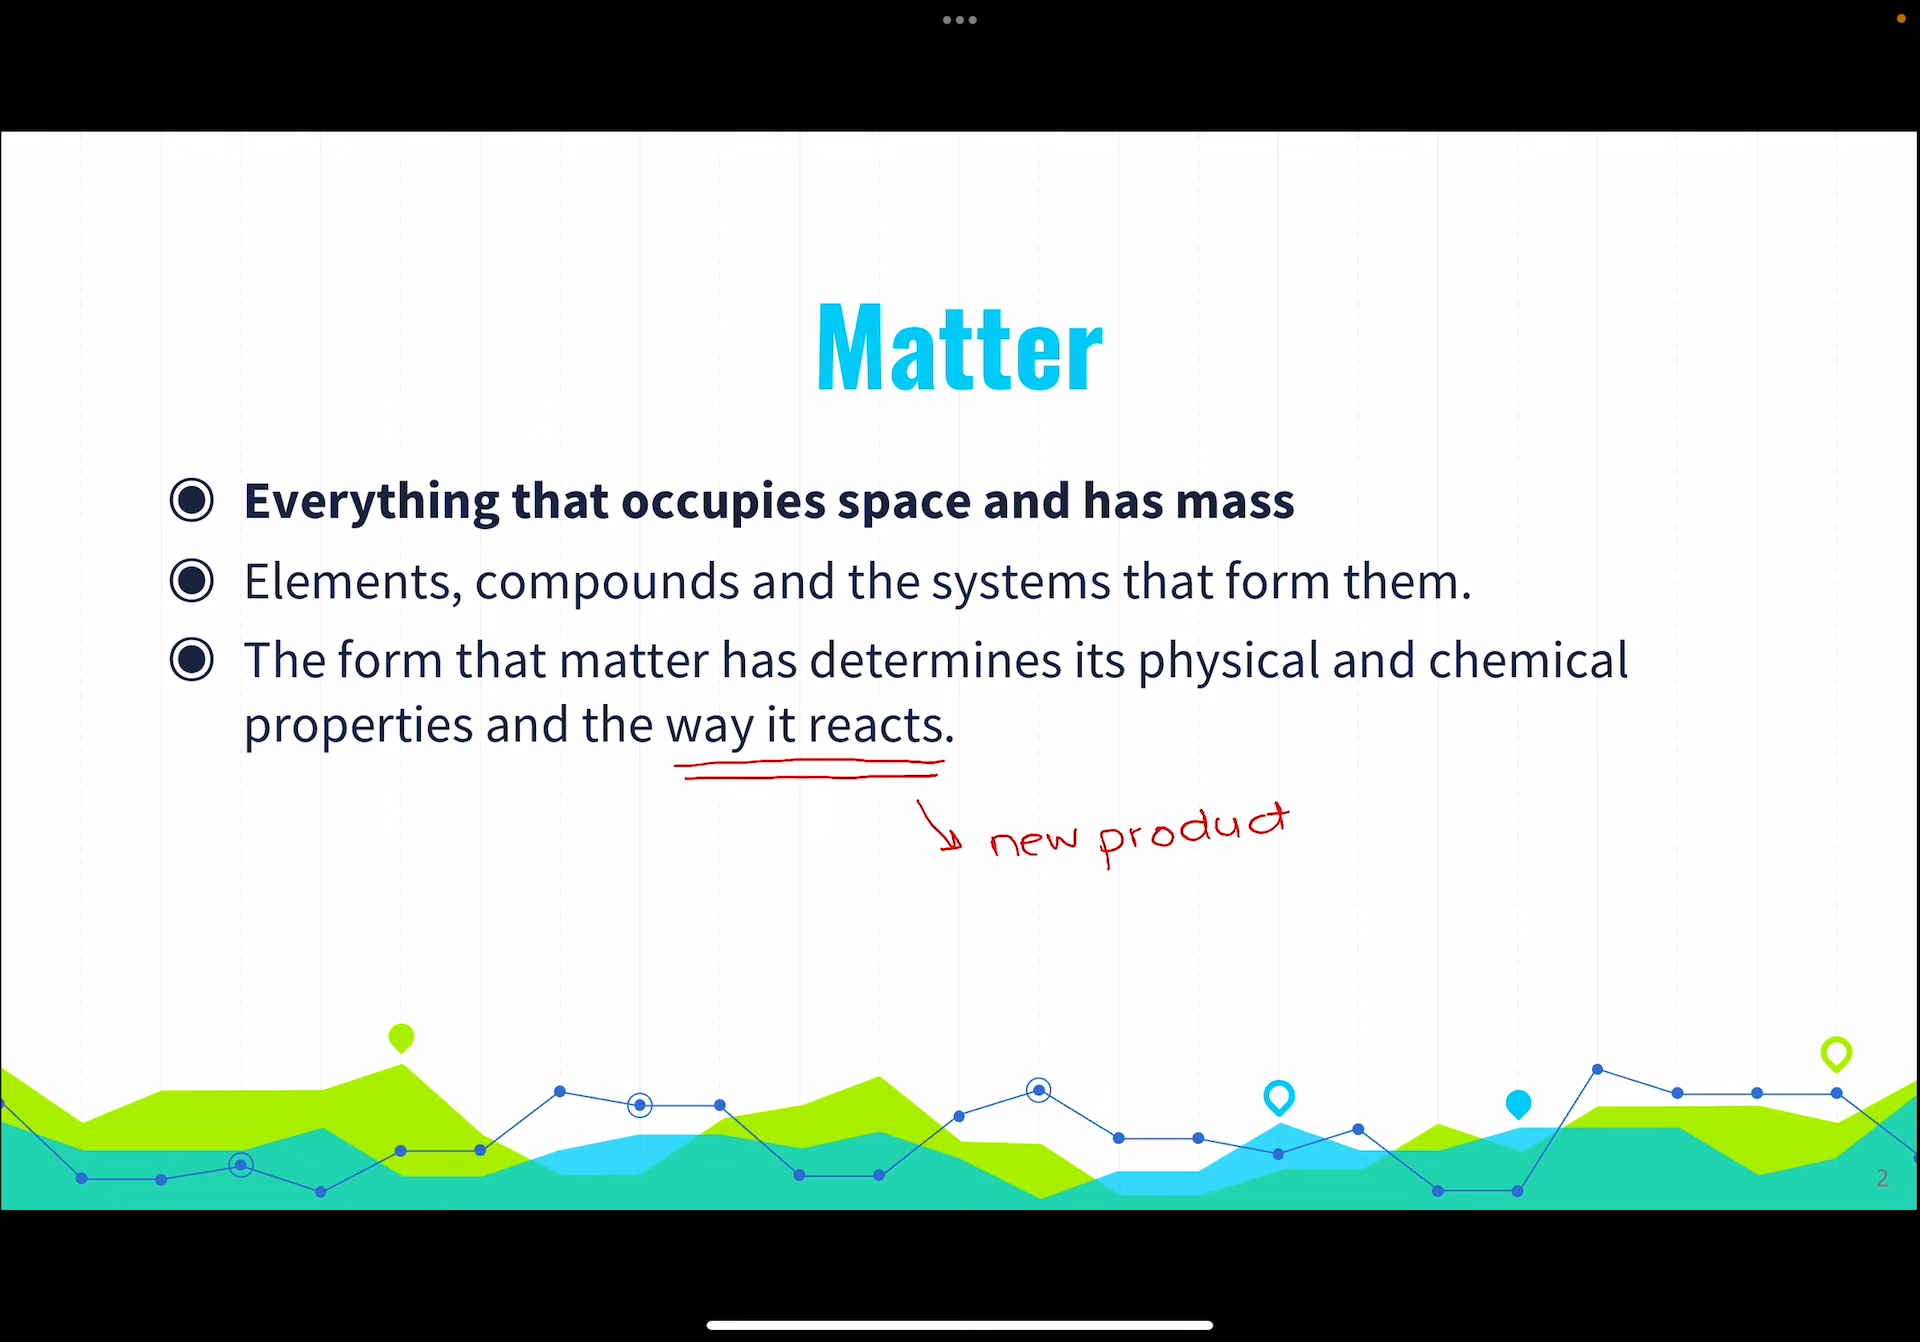 Matter
Everything that occupies space and has mass
Elements, compounds and the systems that form them.
The form that matter has determines its physical and chemical
properties and the way it reacts.
new product
2